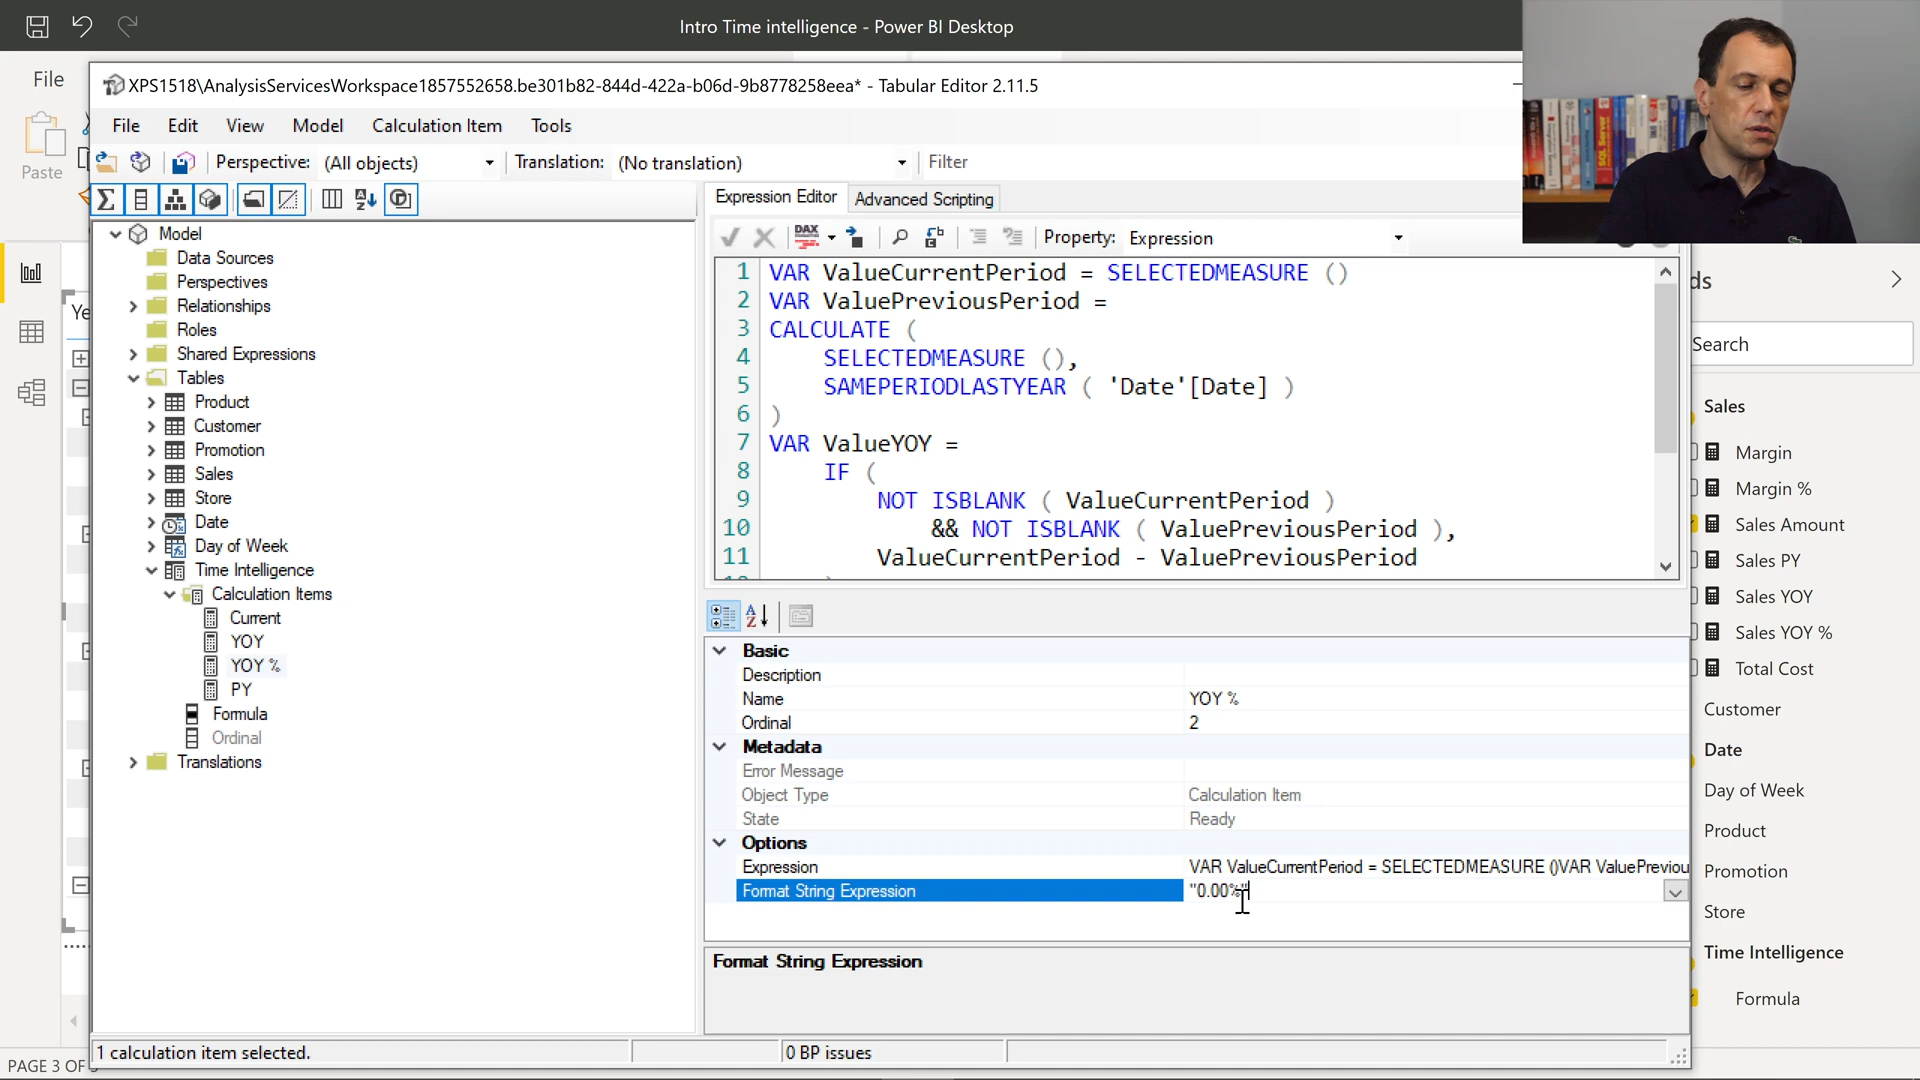 Intro Time intelligence - Power BI Desktop
File
Paste
XPS1518\AnalysisServicesWorkspace1857552658.be301b82-844d-422a-b06d-9b8778258eea* - Tabular Editor 2.11.5
File Edit View Model Calculation Item Tools
Perspective: (All objects) Translation: (No translation) Filter
Expression Editor Advanced Scripting
DAX Property: Expression
Model
Data Sources
Perspectives
Relationships
Roles
Shared Expressions
Tables
Product
Customer
Promotion
Sales
Store
Date
Day of Week
Time Intelligence
Calculation Items
Current
YOY
YOY %
PY
Formula
Ordinal
Translations
1 VAR ValueCurrentPeriod = SELECTEDMEASURE ()
2 VAR ValuePreviousPeriod =
3 CALCULATE (
4 SELECTEDMEASURE (),
5 SAMEPERIODLASTYEAR ( 'Date'[Date] )
6 )
7 VAR ValueYOY =
8 IF (
9 NOT ISBLANK ( ValueCurrentPeriod )
10 && NOT ISBLANK ( ValuePreviousPeriod ),
11 ValueCurrentPeriod - ValuePreviousPeriod
Basic
Description
Name YOY %
Ordinal 2
Metadata
Error Message
Object Type Calculation Item
State Ready
Options
Expression VAR ValueCurrentPeriod = SELECTEDMEASURE ()VAR ValuePreviou
Format String Expression "0.00%"
Format String Expression
1 calculation item selected. 0 BP issues
Ye
PAGE 3 OF
ds
Search
Sales
Margin
Margin %
Sales Amount
Sales PY
Sales YOY
Sales YOY %
Total Cost
Customer
Date
Day of Week
Product
Promotion
Store
Time Intelligence
Formula